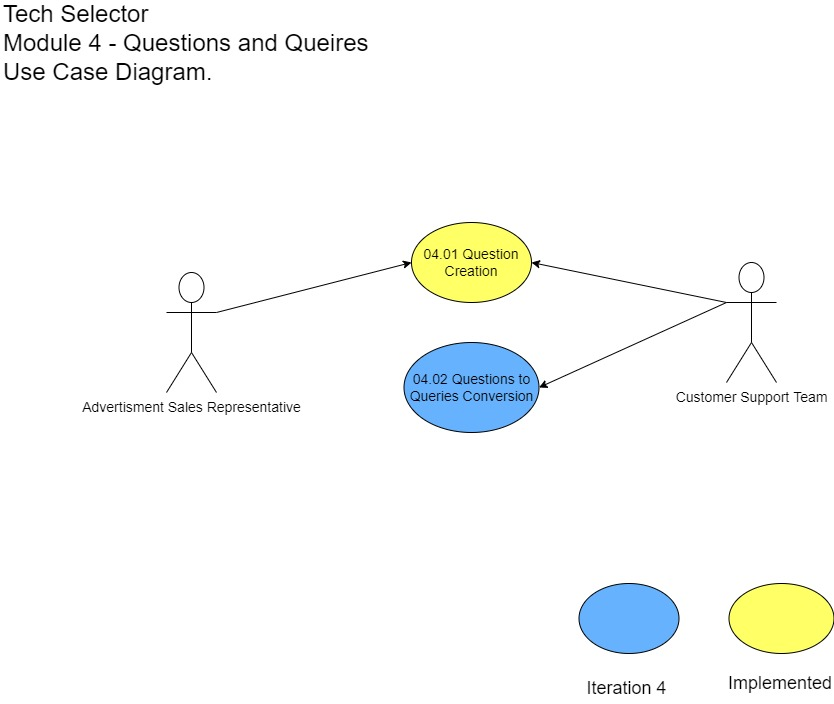 Tech Selector
Module 4 - Questions and Queires
Use Case Diagram.
04.01 Question
Creation
04.02 Questions to
Queries Conversion
Advertisment Sales Representative
Customer Support Team
Iteration 4
Implemented